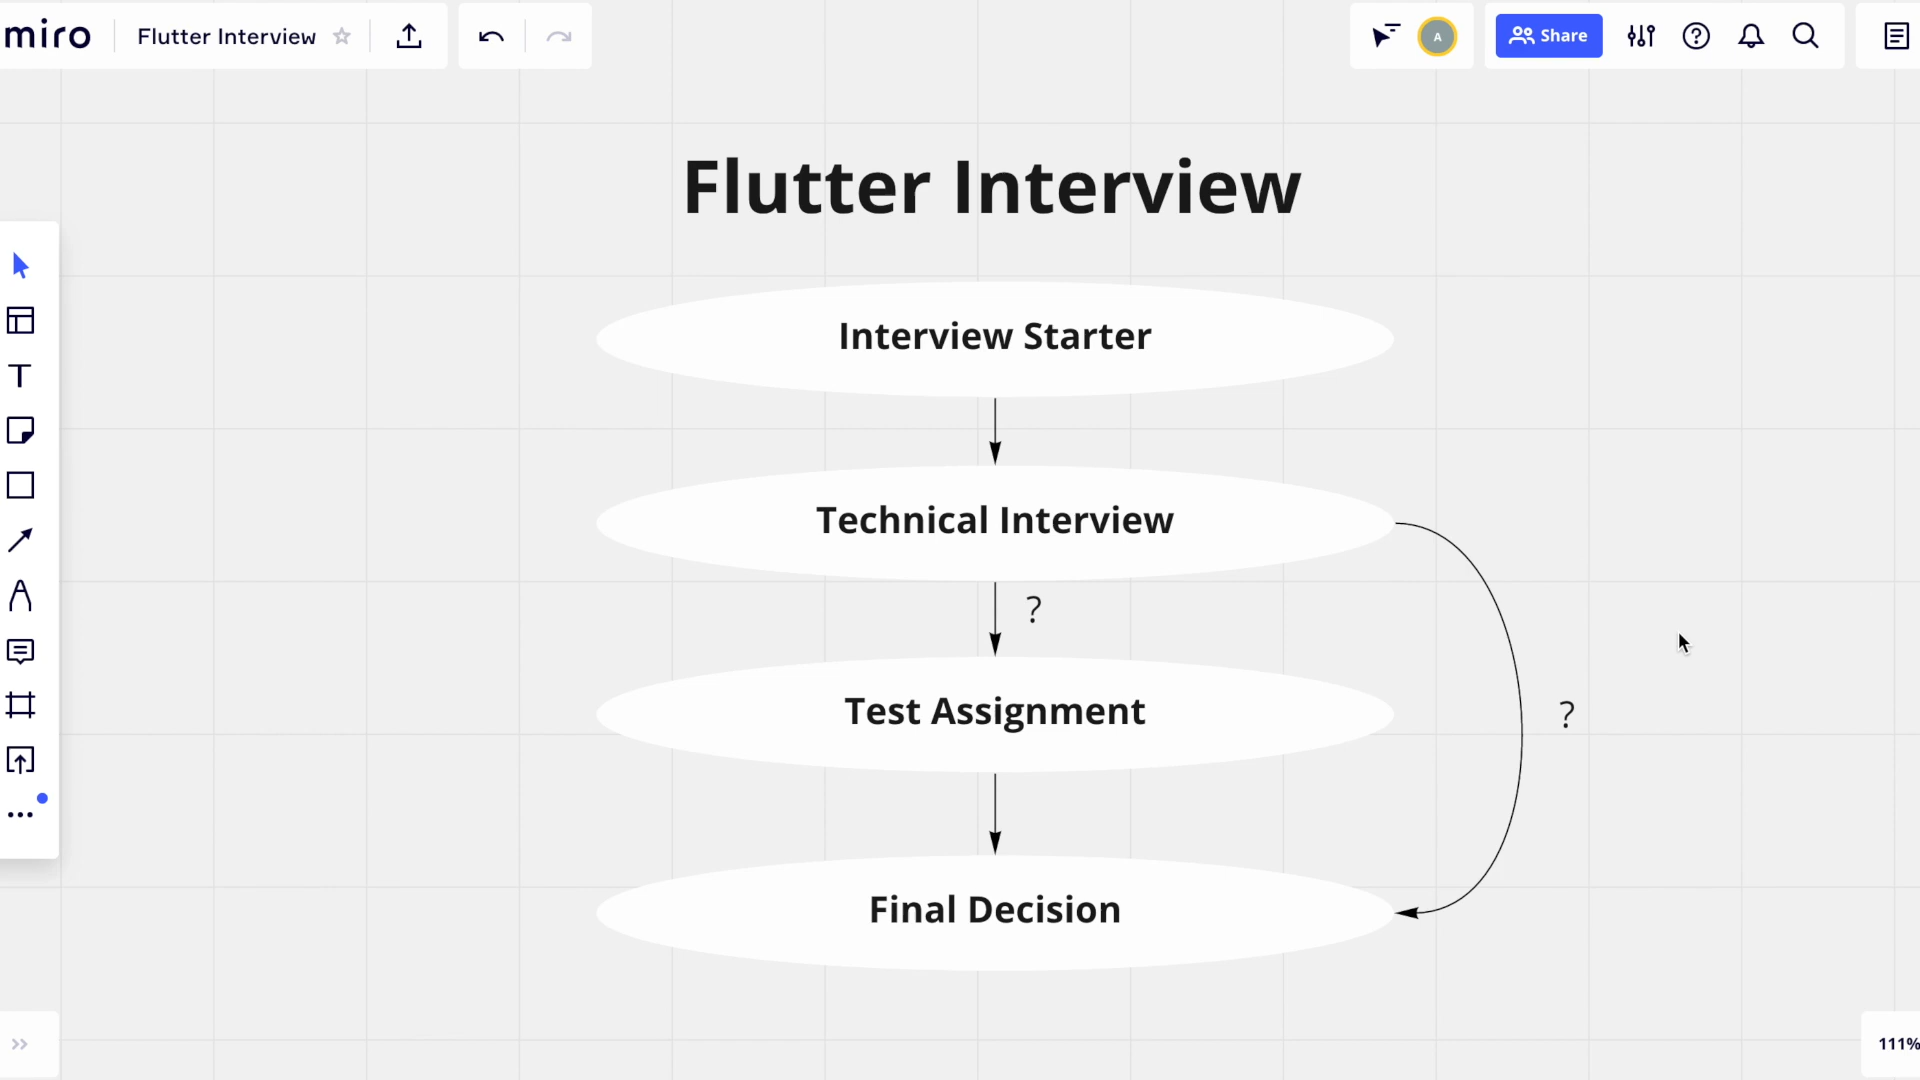 miro
Flutter Interview
A
Share
Flutter Interview
Interview Starter
Technical Interview
?
Test Assignment
?
Final Decision
111%